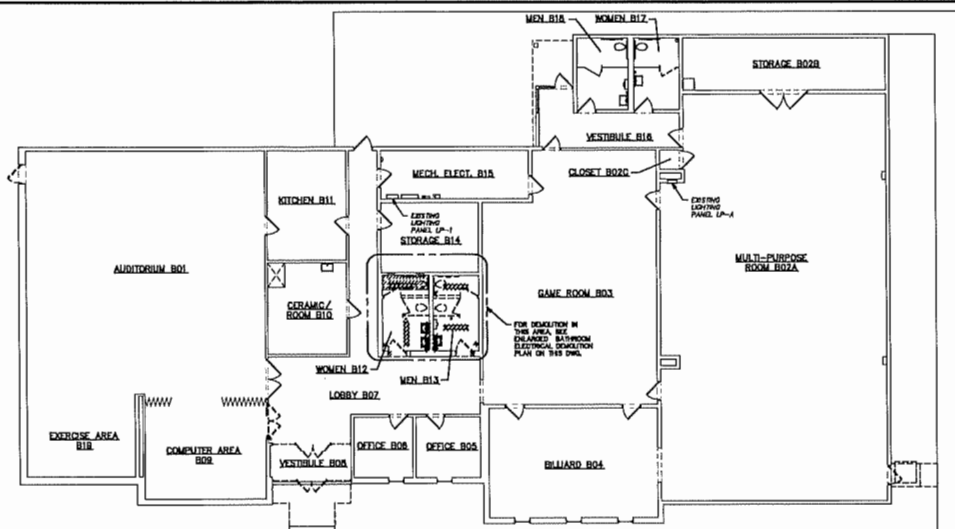 MEN B18
WOMEN B17
STORAGE B02B
VESTIBULE B16
CLOSET B02C
MECH. ELECT. B15
KITCHEN B11
EXISTING
LIGHTING
PANEL LP-1
EXISTING
LIGHTING
PANEL LP-A
STORAGE B14
AUDITORIUM B01
MULTI-PURPOSE
ROOM B02A
GAME ROOM B03
CERAMIC/
ROOM B10
FOR DEMOLITION IN
THIS AREA, SEE
ENLARGED BATHROOM
ELECTRICAL DEMOLITION
PLAN ON THIS DWG.
WOMEN B12
MEN B13
LOBBY B07
EXERCISE AREA
B19
COMPUTER AREA
B09
VESTIBULE B08
OFFICE B06
OFFICE B05
BILLIARD B04